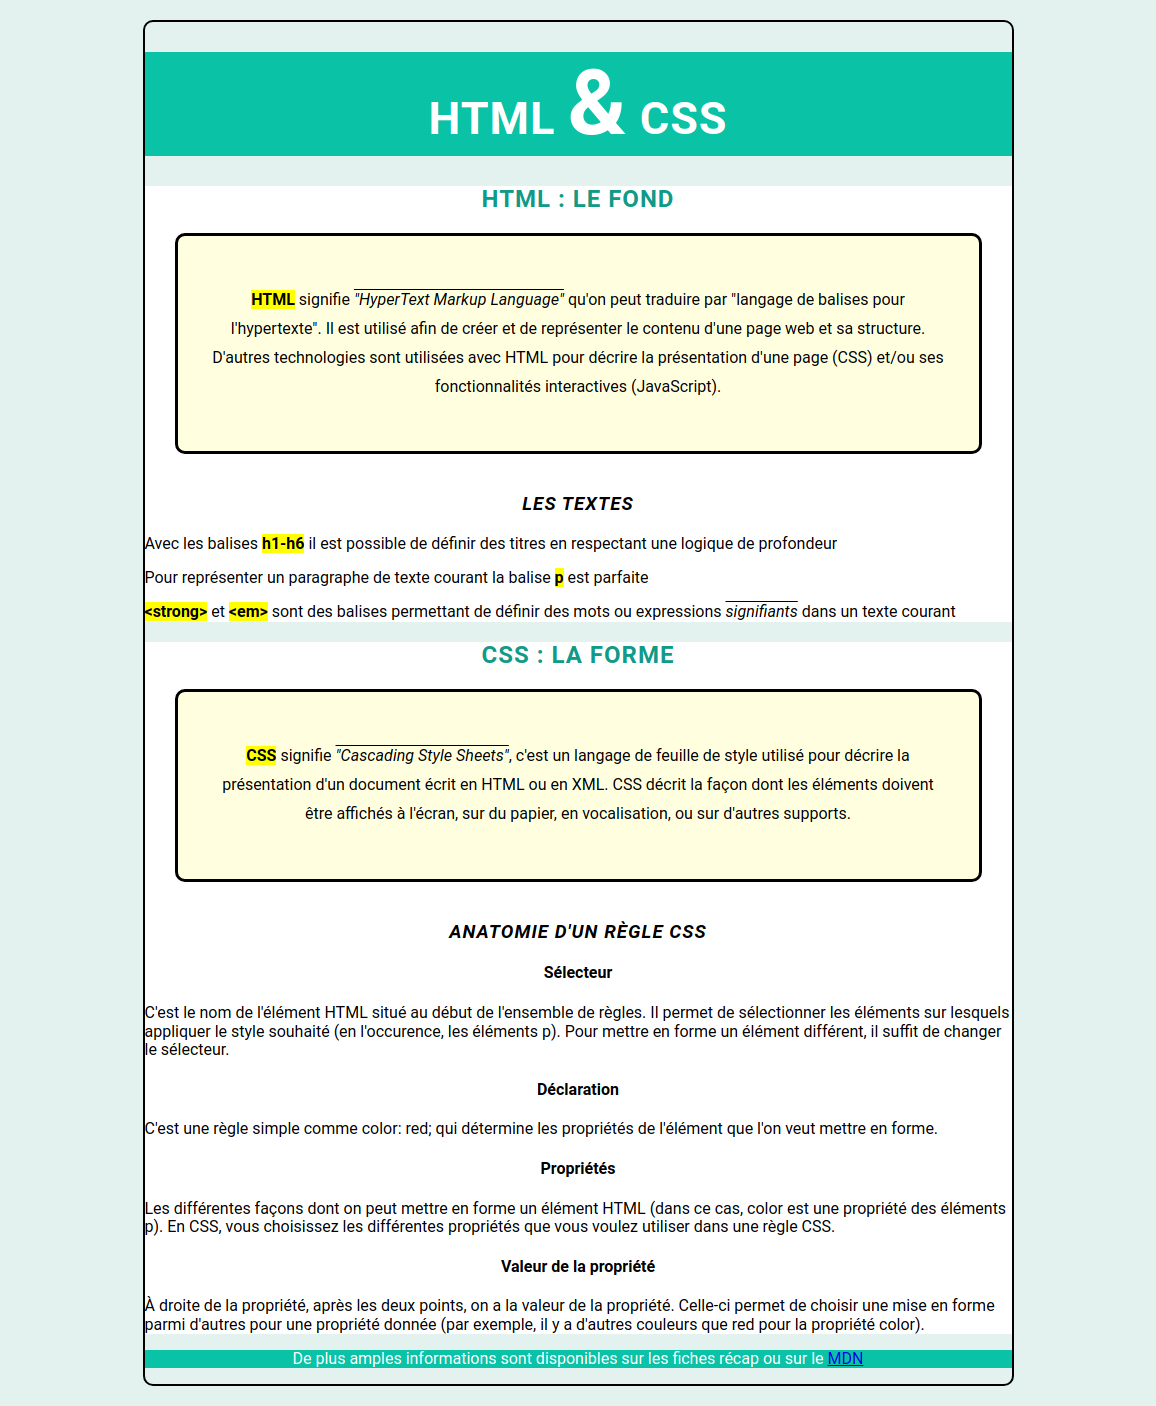 HTML & CSS
HTML : LE FOND
HTML signifie "HyperText Markup Language" qu'on peut traduire par "langage de balises pour
l'hypertexte". Il est utilisé afin de créer et de représenter le contenu d'une page web et sa structure.
D'autres technologies sont utilisées avec HTML pour décrire la présentation d'une page (CSS) et/ou ses
fonctionnalités interactives (JavaScript).
LES TEXTES
Avec les balises h1-h6 il est possible de définir des titres en respectant une logique de profondeur
Pour représenter un paragraphe de texte courant la balise p est parfaite
<strong> et <em> sont des balises permettant de définir des mots ou expressions signifiants dans un texte courant
CSS : LA FORME
CSS signifie "Cascading Style Sheets", c'est un langage de feuille de style utilisé pour décrire la
présentation d'un document écrit en HTML ou en XML. CSS décrit la façon dont les éléments doivent
être affichés à l'écran, sur du papier, en vocalisation, ou sur d'autres supports.
ANATOMIE D'UN RÈGLE CSS
Sélecteur
C'est le nom de l'élément HTML situé au début de l'ensemble de règles. Il permet de sélectionner les éléments sur lesquels
appliquer le style souhaité (en l'occurence, les éléments p). Pour mettre en forme un élément différent, il suffit de changer
le sélecteur.
Déclaration
C'est une règle simple comme color: red; qui détermine les propriétés de l'élément que l'on veut mettre en forme.
Propriétés
Les différentes façons dont on peut mettre en forme un élément HTML (dans ce cas, color est une propriété des éléments
p). En CSS, vous choisissez les différentes propriétés que vous voulez utiliser dans une règle CSS.
Valeur de la propriété
À droite de la propriété, après les deux points, on a la valeur de la propriété. Celle-ci permet de choisir une mise en forme
parmi d'autres pour une propriété donnée (par exemple, il y a d'autres couleurs que red pour la propriété color).
De plus amples informations sont disponibles sur les fiches récap ou sur le MDN